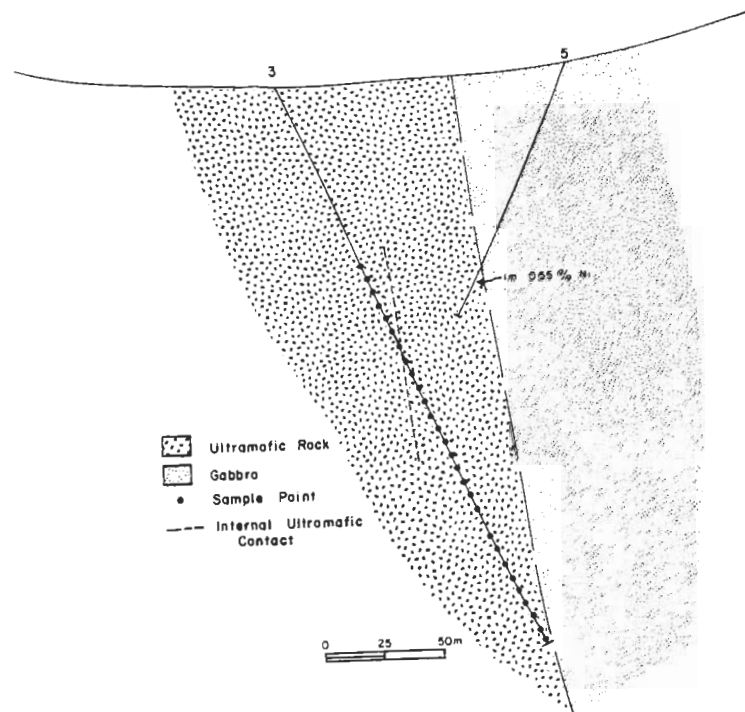 3
5
1m 0.55 % Ni
Ultramafic Rock
Gabbro
Sample Point
Internal Ultramafic
Contact
0 25 50m